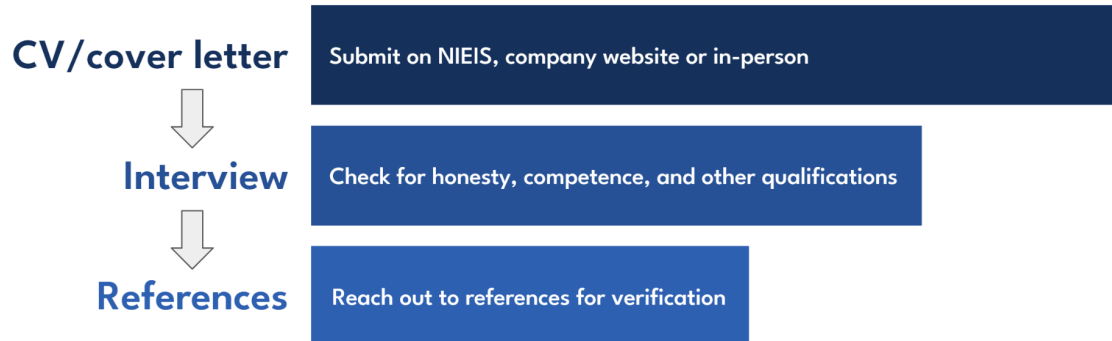 CV/cover letter
Submit on NIEIS, company website or in-person
Interview
Check for honesty, competence, and other qualifications
References
Reach out to references for verification